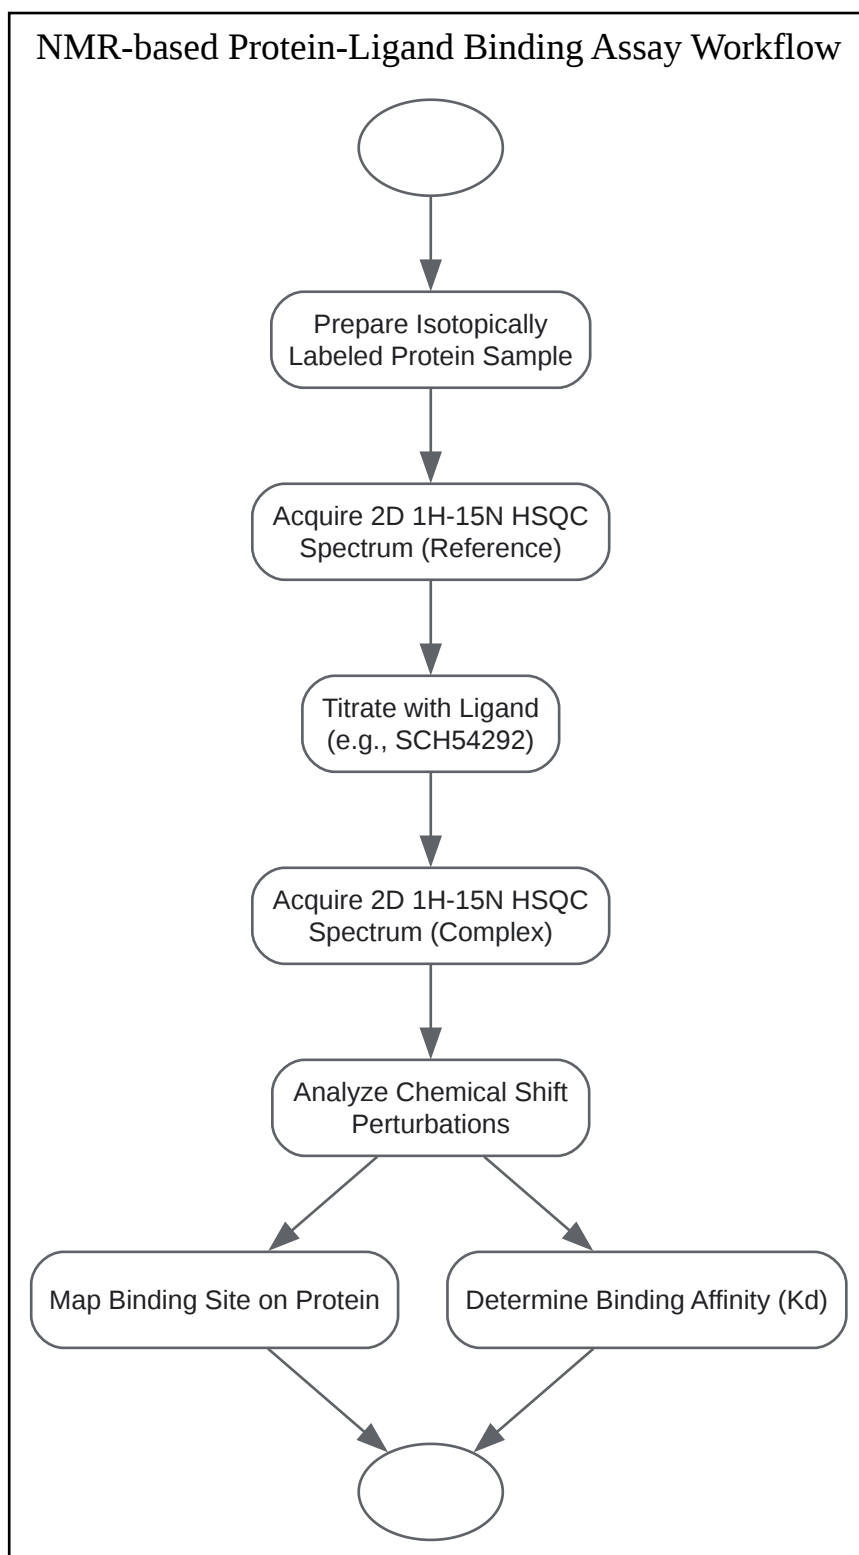 NMR-based Protein-Ligand Binding Assay Workflow
Prepare Isotopically
Labeled Protein Sample
Acquire 2D 1H-15N HSQC
Spectrum (Reference)
Titrate with Ligand
(e.g., SCH54292)
Acquire 2D 1H-15N HSQC
Spectrum (Complex)
Analyze Chemical Shift
Perturbations
Map Binding Site on Protein
Determine Binding Affinity (Kd)